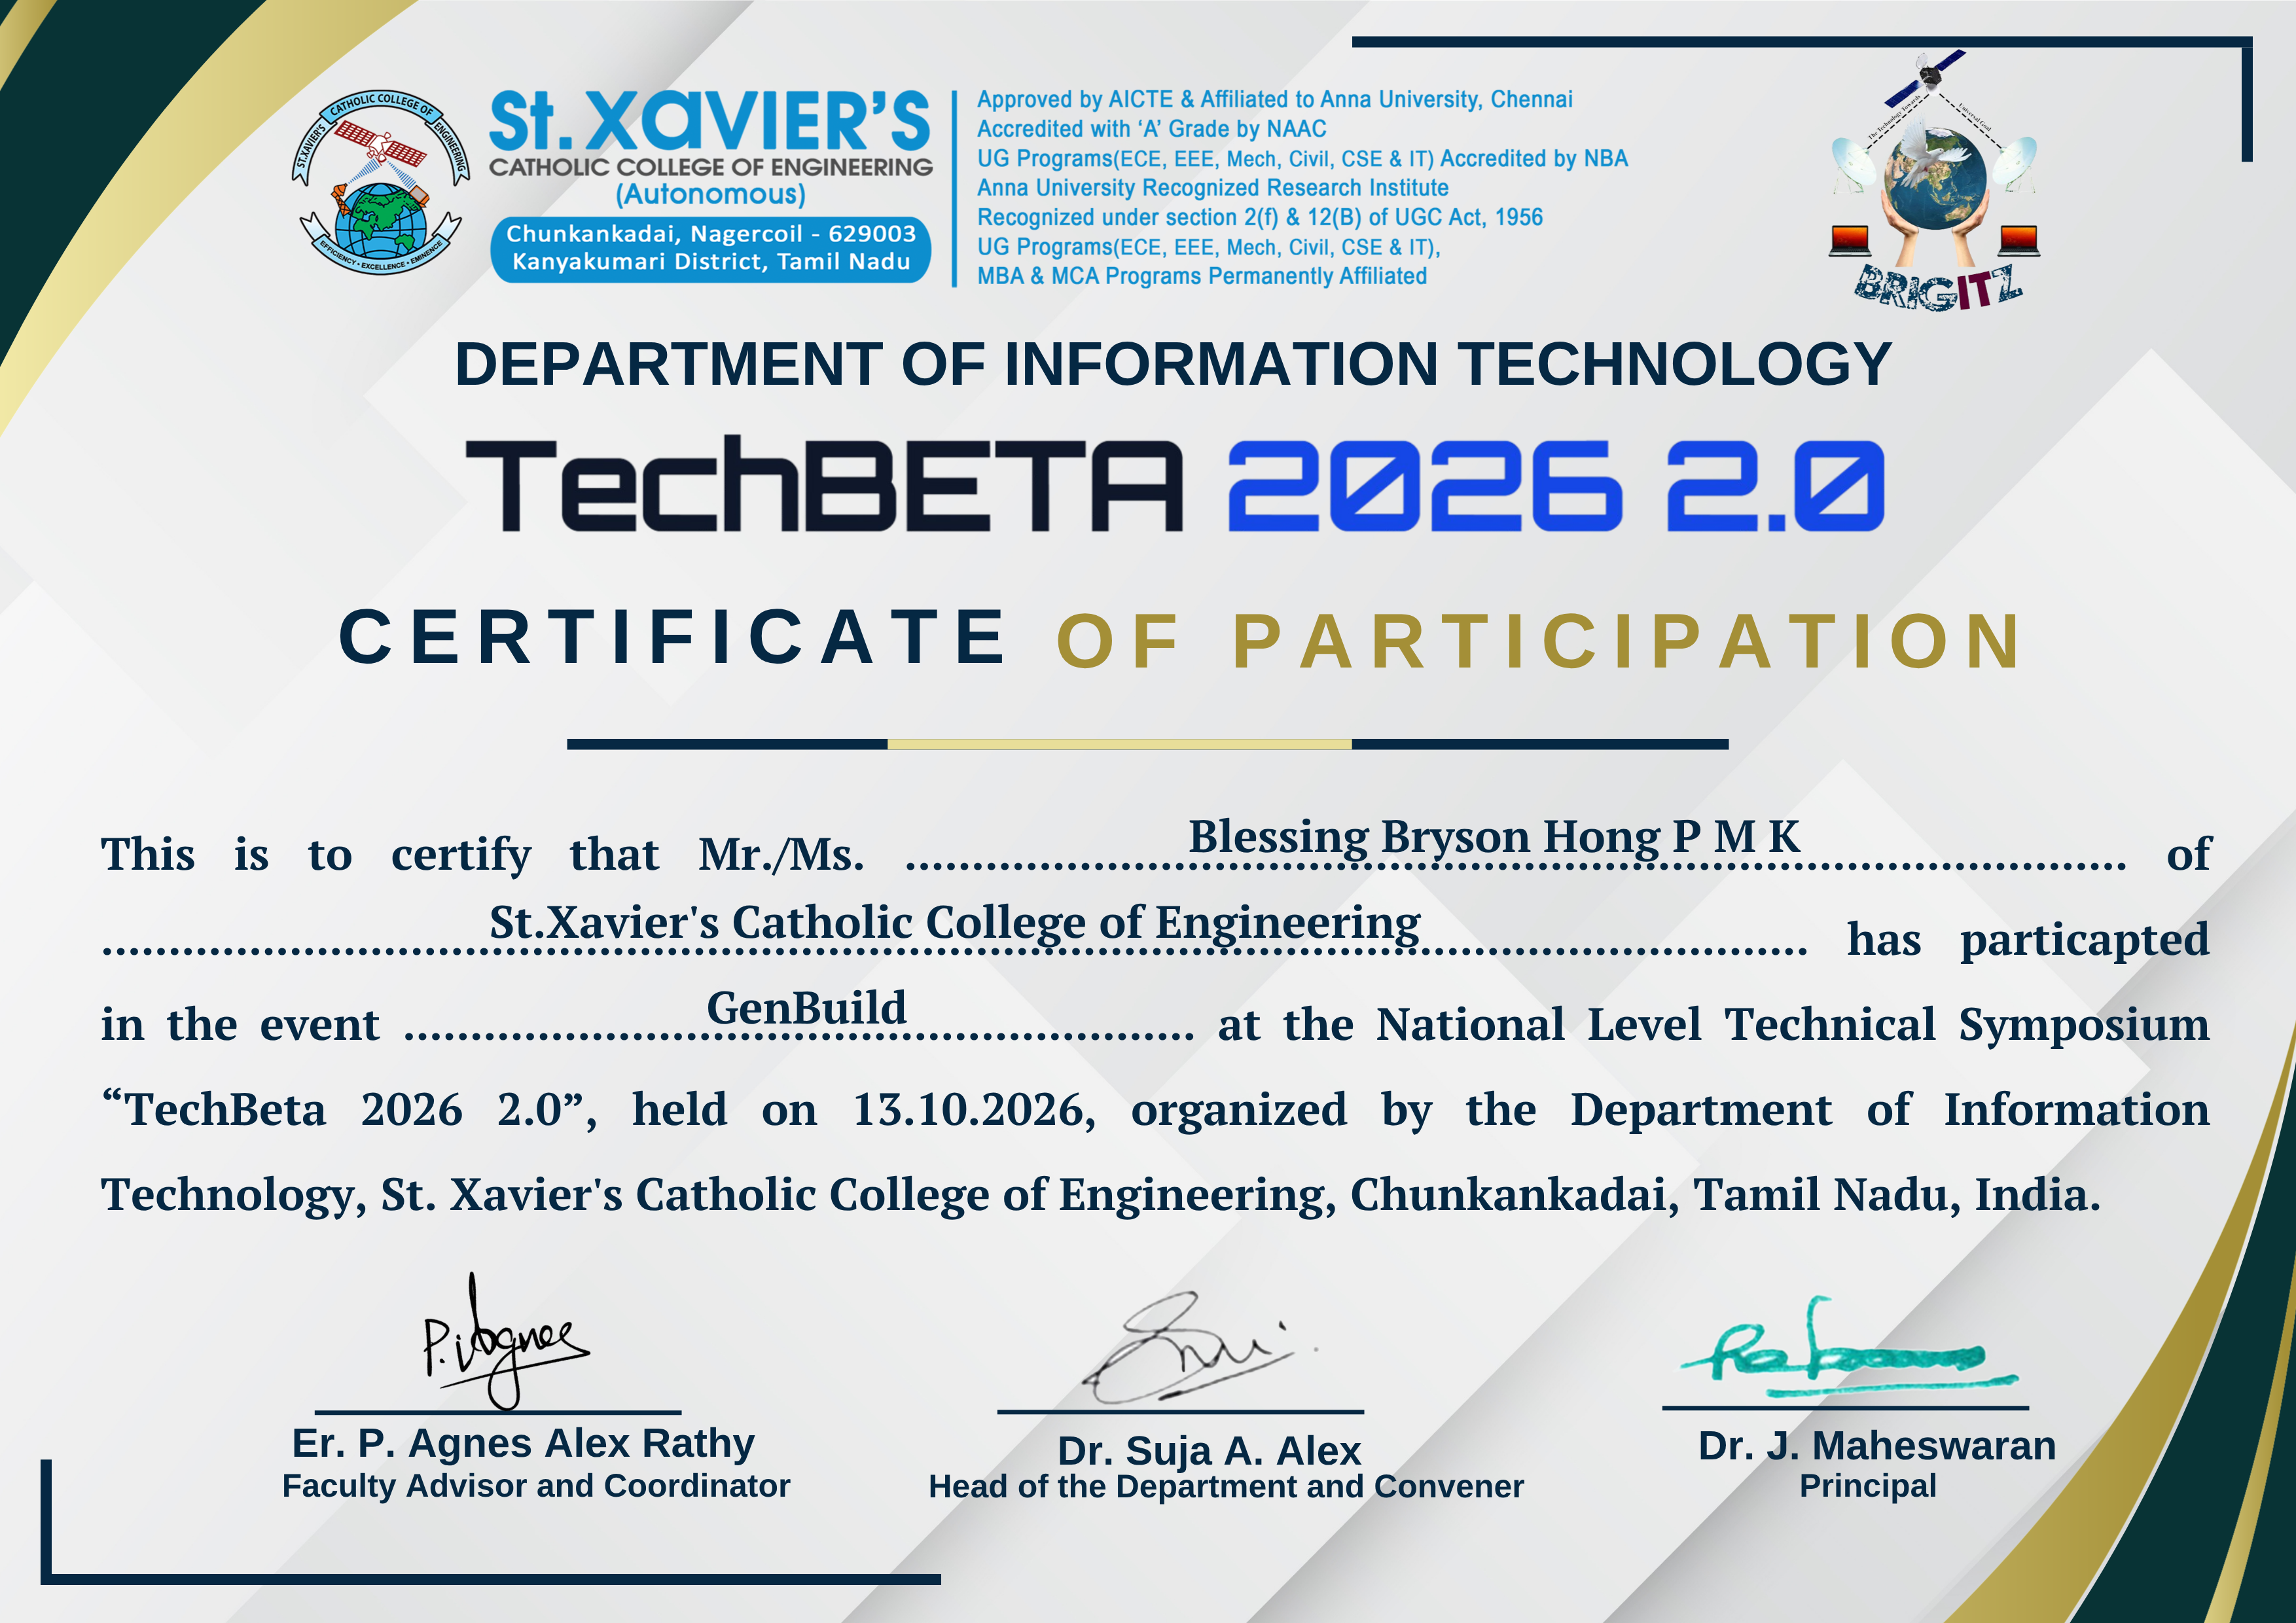 ST.XAVIER'S CATHOLIC COLLEGE OF ENGINEERING
EFFICIENCY • EXCELLENCE • EMINENCE
St. XAVIER'S
CATHOLIC COLLEGE OF ENGINEERING
(Autonomous)
Chunkankadai, Nagercoil - 629003
Kanyakumari District, Tamil Nadu
Approved by AICTE & Affiliated to Anna University, Chennai
Accredited with ‘A’ Grade by NAAC
UG Programs(ECE, EEE, Mech, Civil, CSE & IT) Accredited by NBA
Anna University Recognized Research Institute
Recognized under section 2(f) & 12(B) of UGC Act, 1956
UG Programs(ECE, EEE, Mech, Civil, CSE & IT),
MBA & MCA Programs Permanently Affiliated
The Technology Towards
Universal God
BRIGITZ
DEPARTMENT OF INFORMATION TECHNOLOGY
TechBETA 2026 2.0
CERTIFICATE OF PARTICIPATION
This is to certify that Mr./Ms. Blessing Bryson Hong P M K of
St.Xavier's Catholic College of Engineering has particapted
in the event GenBuild at the National Level Technical Symposium
“TechBeta 2026 2.0”, held on 13.10.2026, organized by the Department of Information
Technology, St. Xavier's Catholic College of Engineering, Chunkankadai, Tamil Nadu, India.
P. Agnes
Er. P. Agnes Alex Rathy
Faculty Advisor and Coordinator
Dr. Suja A. Alex
Head of the Department and Convener
Dr. J. Maheswaran
Principal